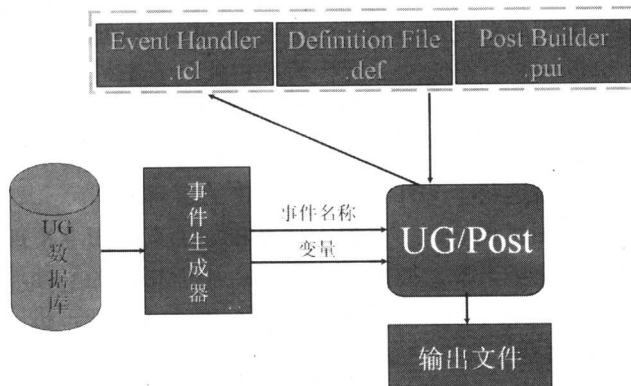 Event Handler
.tcl
Definition File
.def
Post Builder
.pui
UG
数
据
库
事
件
生
成
器
事件名称
变量
UG/Post
输出文件